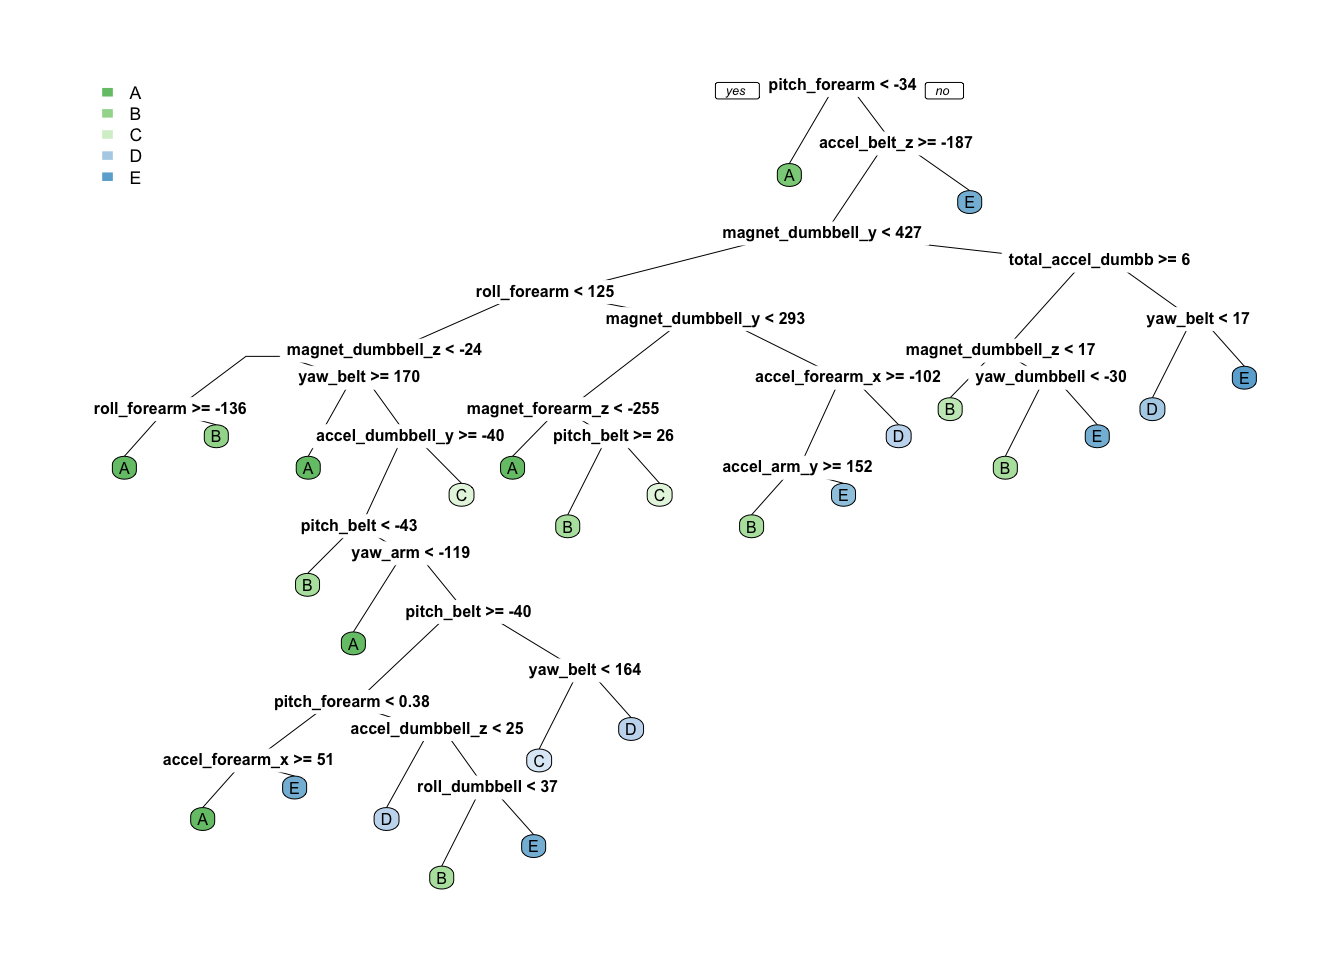 yes
pitch_forearm < -34
no
A
B
C
D
E
accel_belt_z >= -187
A
E
magnet_dumbbell_y < 427
total_accel_dumbb >= 6
roll_forearm < 125
magnet_dumbbell_y < 293
yaw_belt < 17
magnet_dumbbell_z < -24
magnet_dumbbell_z < 17
yaw_belt >= 170
accel_forearm_x >= -102
yaw_dumbbell < -30
E
roll_forearm >= -136
magnet_forearm_z < -255
B
D
B
accel_dumbbell_y >= -40
pitch_belt >= 26
D
E
A
A
A
accel_arm_y >= 152
B
C
C
E
pitch_belt < -43
B
B
yaw_arm < -119
B
pitch_belt >= -40
A
yaw_belt < 164
pitch_forearm < 0.38
accel_dumbbell_z < 25
D
accel_forearm_x >= 51
C
E
roll_dumbbell < 37
A
D
E
B